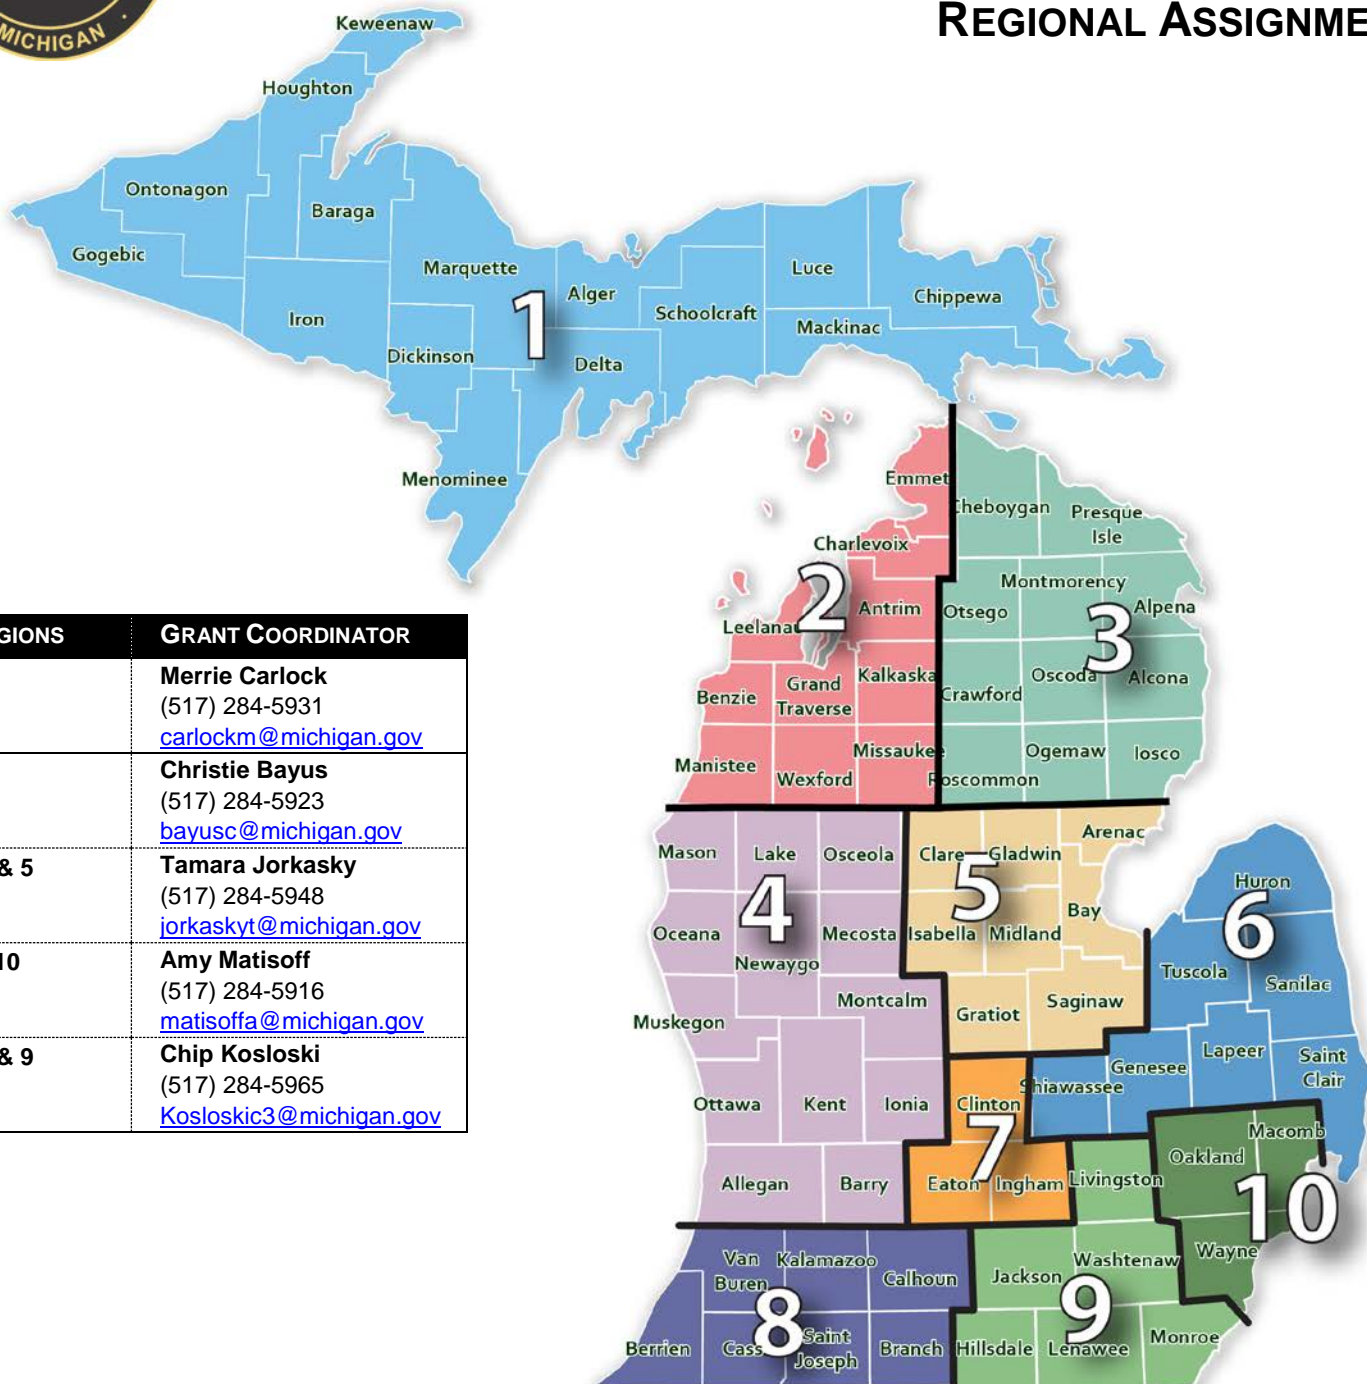 MICHIGAN
REGIONAL ASSIGNME
Keweenaw
Houghton
Ontonagon
Baraga
Gogebic
Marquette
Luce
Alger
Chippewa
Iron
Schoolcraft
Mackinac
1
Dickinson
Delta
Menominee
Emmet
Cheboygan
Presque
Isle
Charlevoix
2
Montmorency
Antrim
Otsego
3
Alpena
Leelanau
Kalkaska
Oscoda
Alcona
Benzie
Grand
Traverse
Crawford
Missaukee
Ogemaw
Iosco
Manistee
Wexford
Roscommon
GIONS
GRANT COORDINATOR
Merrie Carlock
(517) 284-5931
carlockm@michigan.gov
Christie Bayus
(517) 284-5923
bayusc@michigan.gov
& 5
Tamara Jorkasky
(517) 284-5948
jorkaskyt@michigan.gov
10
Amy Matisoff
(517) 284-5916
matisoffa@michigan.gov
& 9
Chip Kosloski
(517) 284-5965
Kosloskic3@michigan.gov
Arenac
Mason
Lake
Osceola
Clare
Gladwin
5
Huron
4
Bay
6
Oceana
Mecosta
Isabella
Midland
Newaygo
Tuscola
Sanilac
Montcalm
Saginaw
Gratiot
Muskegon
Lapeer
Saint
Clair
Genesee
Shiawassee
Ottawa
Kent
Ionia
Clinton
Macomb
7
Oakland
Allegan
Barry
Eaton
Ingham
Livingston
10
Van
Buren
Kalamazoo
Washtenaw
Wayne
Calhoun
Jackson
9
8
Berrien
Cass
Saint
Joseph
Branch
Hillsdale
Lenawee
Monroe